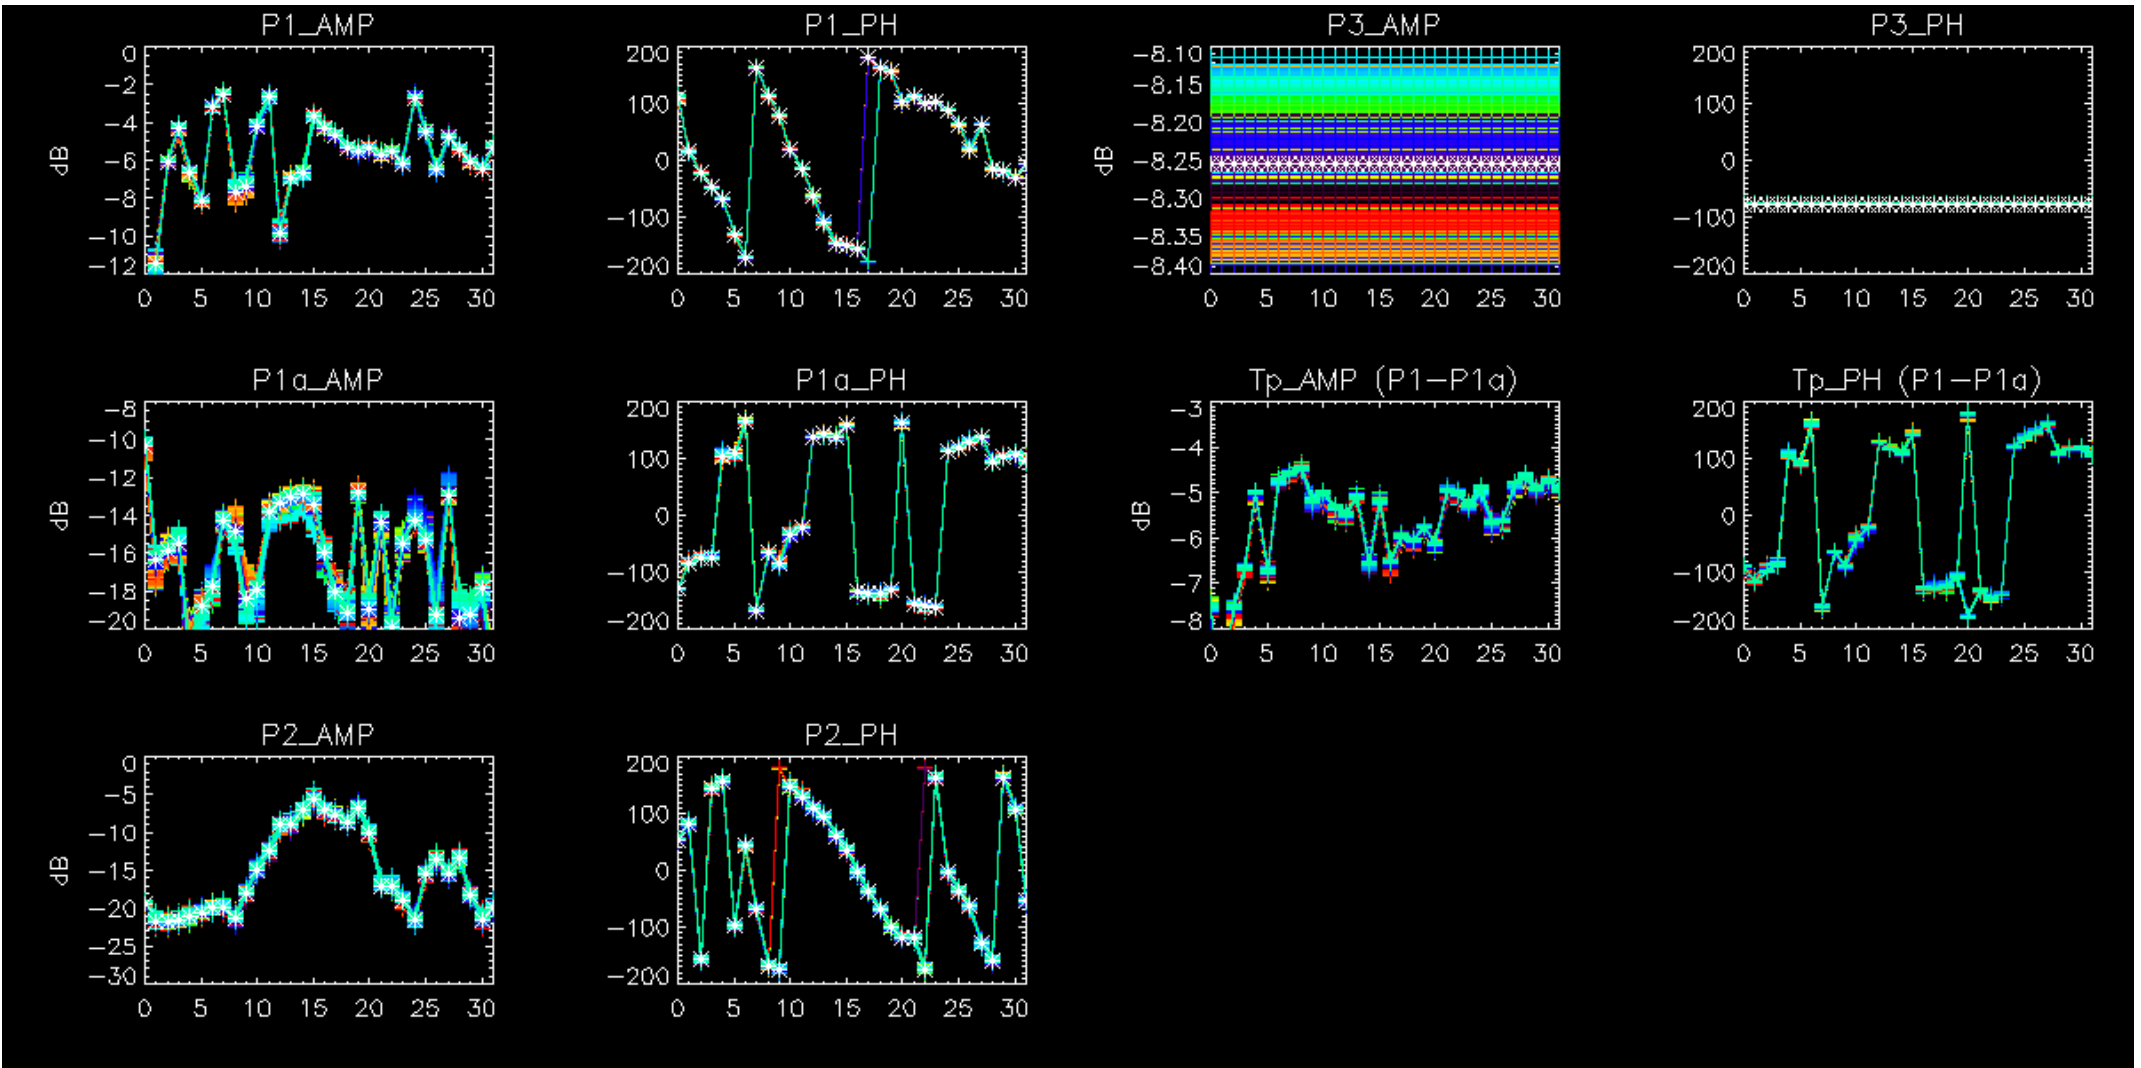 P1_AMP P1_PH P3_AMP P3_PH
0 200 -8.10 200
-2 100 -8.15 100
-4 0 -8.20 0
-6 -100 -8.25 -100
-8 -200 -8.30 -200
-10 -8.35
-12 -8.40
dB dB
0 5 10 15 20 25 30 0 5 10 15 20 25 30 0 5 10 15 20 25 30 0 5 10 15 20 25 30
P1a_AMP P1a_PH Tp_AMP (P1-P1a) Tp_PH (P1-P1a)
-8 200 -3 200
-10 100 -4 100
-12 0 -5 0
-14 -100 -6 -100
-16 -200 -7 -200
-18 -8
-20
dB dB
0 5 10 15 20 25 30 0 5 10 15 20 25 30 0 5 10 15 20 25 30 0 5 10 15 20 25 30
P2_AMP P2_PH
0 200
-5 100
-10 0
-15 -100
-20 -200
-25
-30
dB
0 5 10 15 20 25 30 0 5 10 15 20 25 30